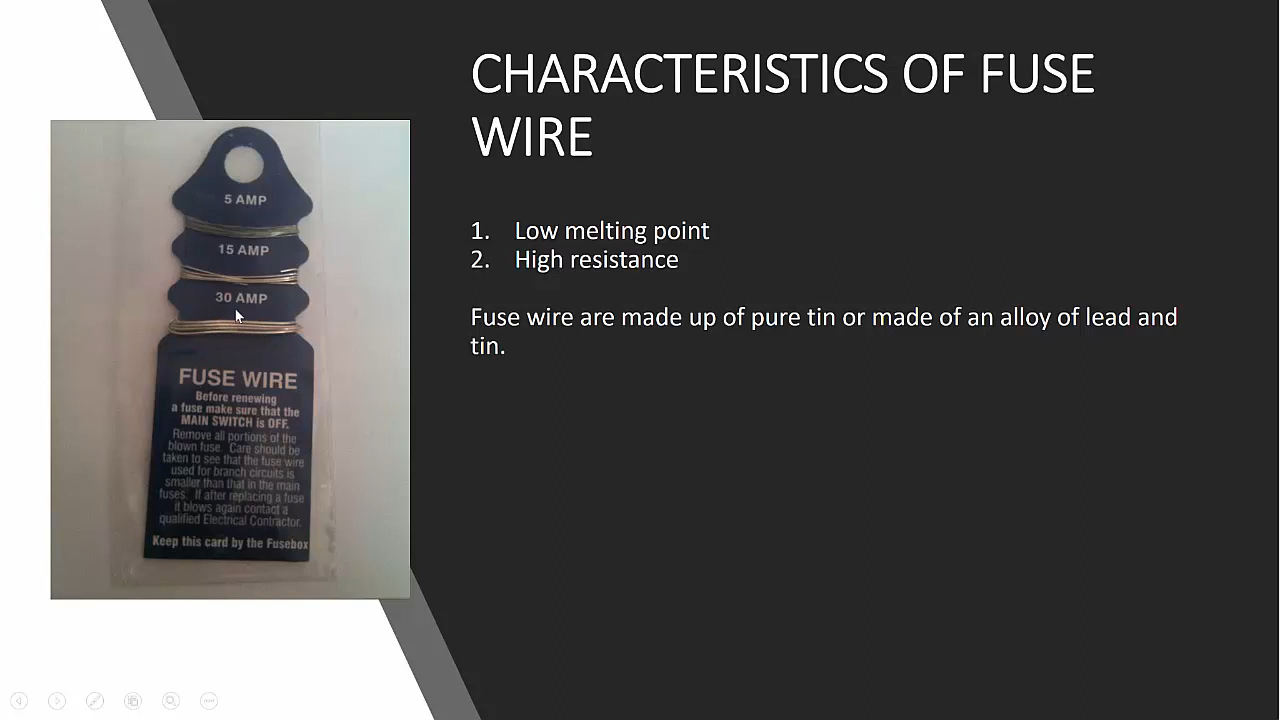 CHARACTERISTICS OF FUSE
WIRE
1. Low melting point
2. High resistance
Fuse wire are made up of pure tin or made of an alloy of lead and
tin.
5 AMP
15 AMP
30 AMP
FUSE WIRE
Before renewing
a fuse make sure that the
MAIN SWITCH is OFF.
Remove all portions of the
blown fuse. Care should be
taken to see that the fuse wire
used for branch circuits is
smaller than that in the main
fuses. If after replacing a fuse
it blows again contact a
qualified Electrical Contractor.
Keep this card by the Fusebox